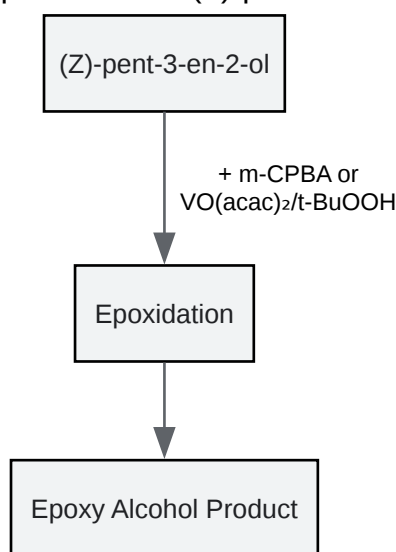 (Z)-pent-3-en-2-ol
+ m-CPBA or
VO(acac)₂/t-BuOOH
Epoxidation
Epoxy Alcohol Product